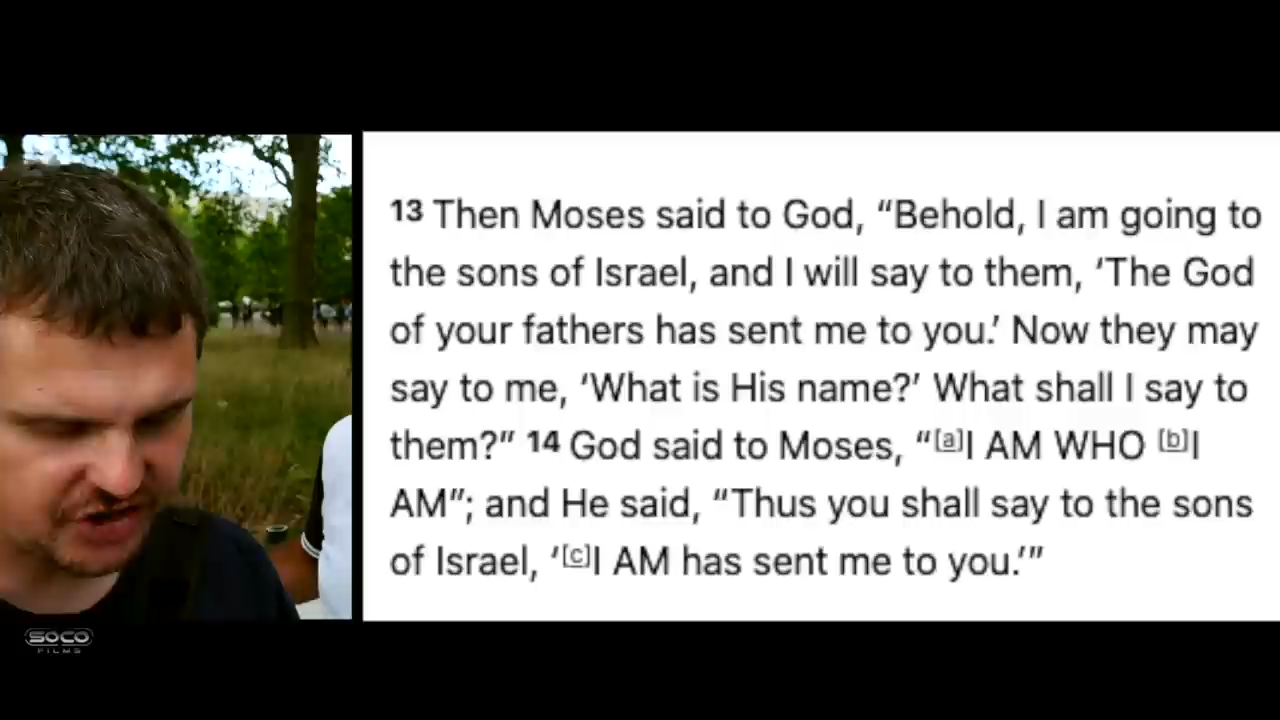 13 Then Moses said to God, “Behold, I am going to
the sons of Israel, and I will say to them, ‘The God
of your fathers has sent me to you.’ Now they may
say to me, ‘What is His name?’ What shall I say to
them?” 14 God said to Moses, “[a]I AM WHO [b]I
AM”; and He said, “Thus you shall say to the sons
of Israel, ‘[c]I AM has sent me to you.’”
SOCO
FILMS